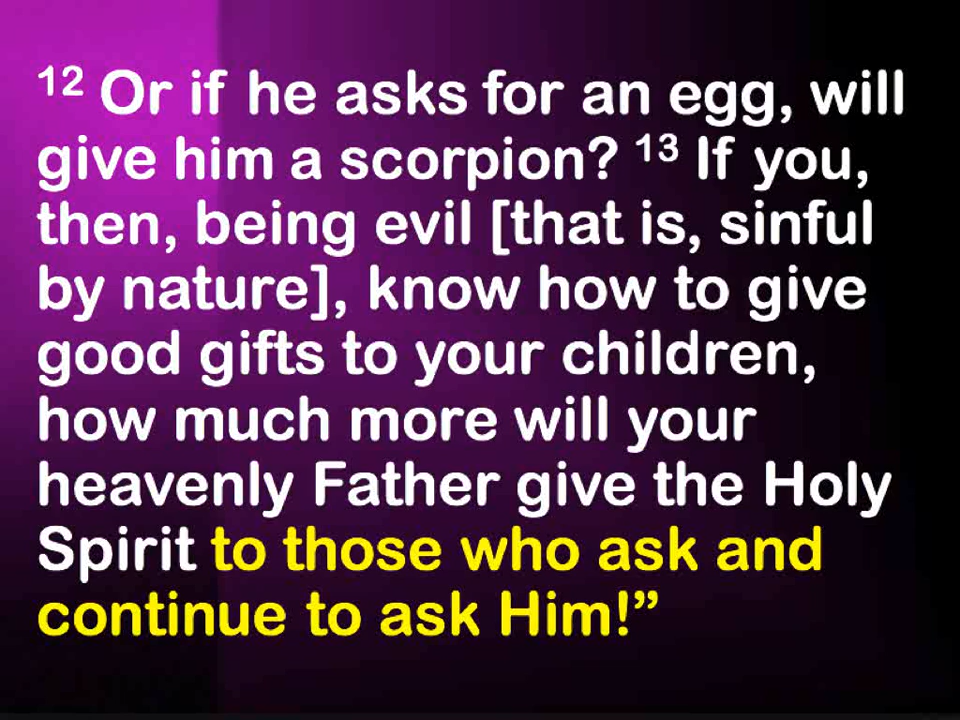 ¹² Or if he asks for an egg, will
give him a scorpion? ¹³ If you,
then, being evil [that is, sinful
by nature], know how to give
good gifts to your children,
how much more will your
heavenly Father give the Holy
Spirit to those who ask and
continue to ask Him!”